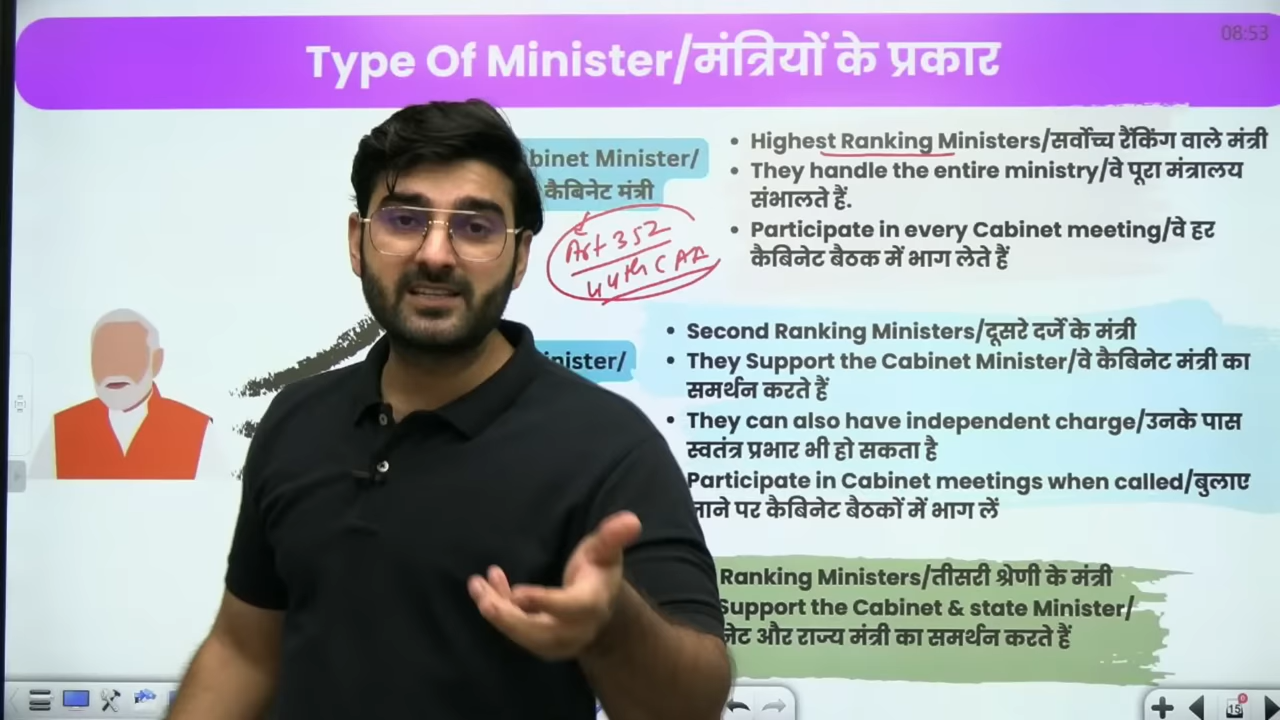 08:53
Type Of Minister/मंत्रियों के प्रकार
binet Minister/
कैबिनेट मंत्री
Art 352
44th CAA
• Highest Ranking Ministers/सर्वोच्च रैंकिंग वाले मंत्री
• They handle the entire ministry/वे पूरा मंत्रालय
संभालते हैं.
• Participate in every Cabinet meeting/वे हर
कैबिनेट बैठक में भाग लेते हैं
inister/
• Second Ranking Ministers/दूसरे दर्जे के मंत्री
• They Support the Cabinet Minister/वे कैबिनेट मंत्री का
समर्थन करते हैं
• They can also have independent charge/उनके पास
स्वतंत्र प्रभार भी हो सकता है
Participate in Cabinet meetings when called/बुलाए
जाने पर कैबिनेट बैठकों में भाग लें
Ranking Ministers/तीसरी श्रेणी के मंत्री
Support the Cabinet & state Minister/
नेट और राज्य मंत्री का समर्थन करते हैं
15